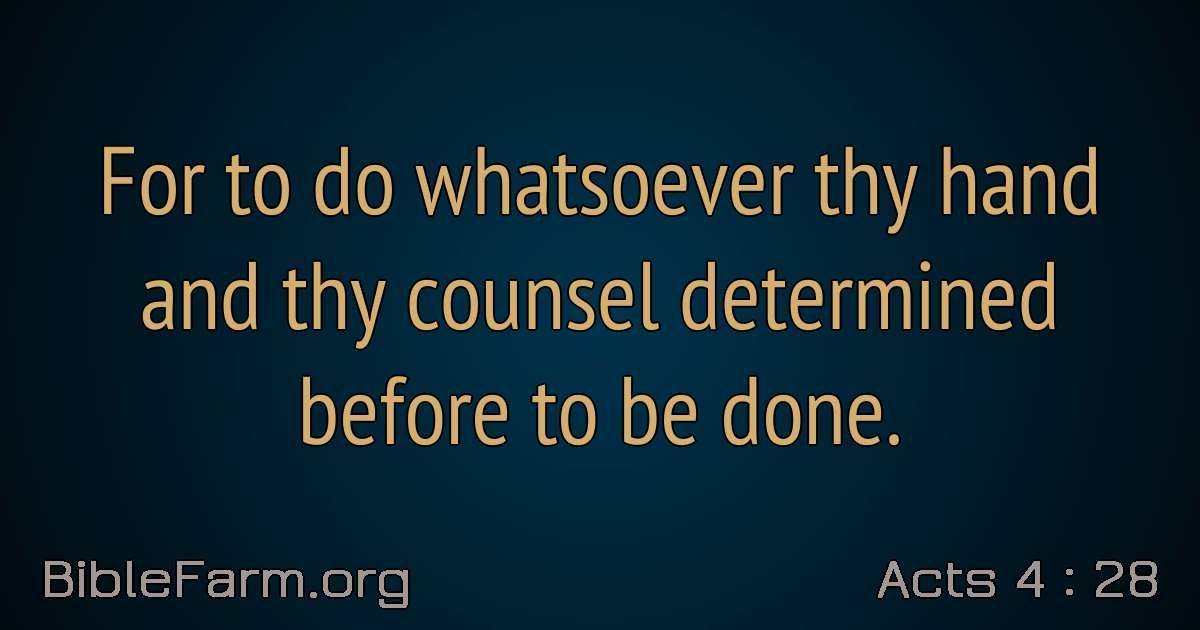 For to do whatsoever thy hand
and thy counsel determined
before to be done.
BibleFarm.org
Acts 4 : 28